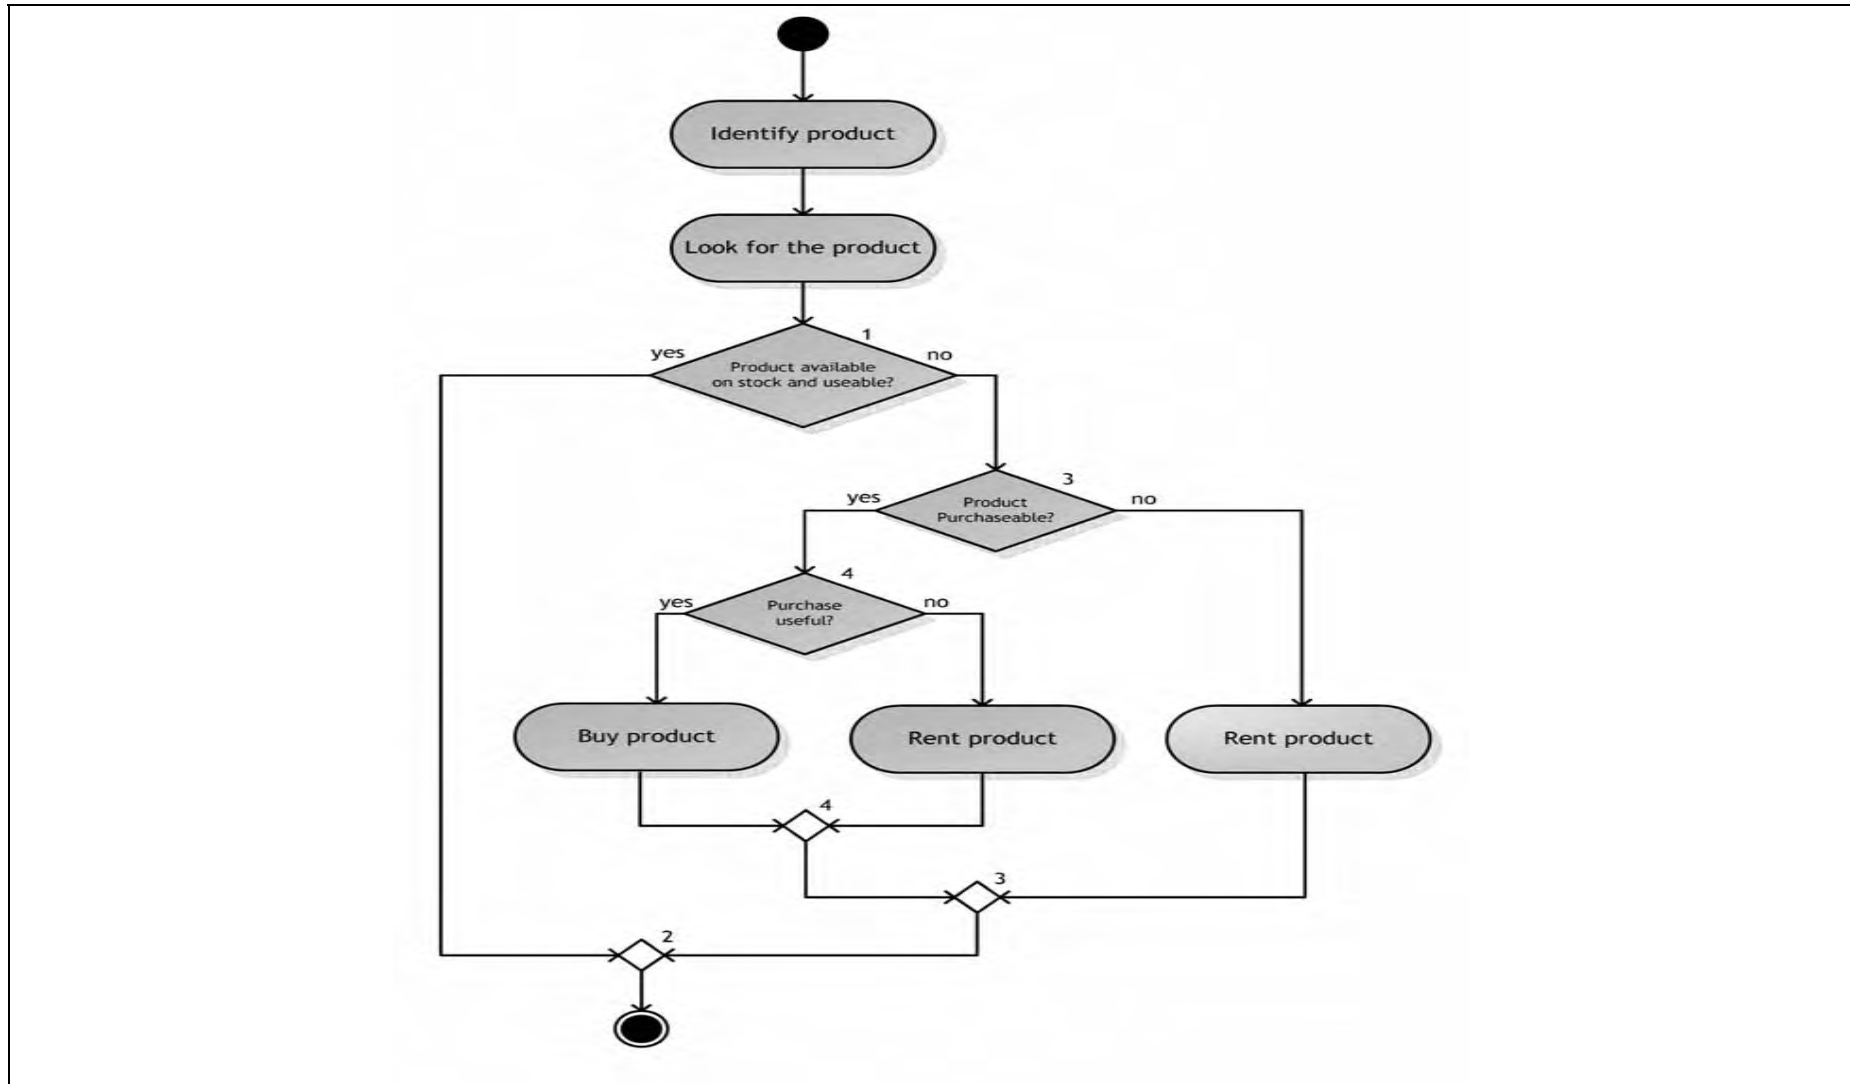 Identify product
Look for the product
1
yes
no
Product available
on stock and useable?
3
yes
no
Product
Purchaseable?
4
yes
no
Purchase
useful?
Buy product
Rent product
Rent product
4
3
2